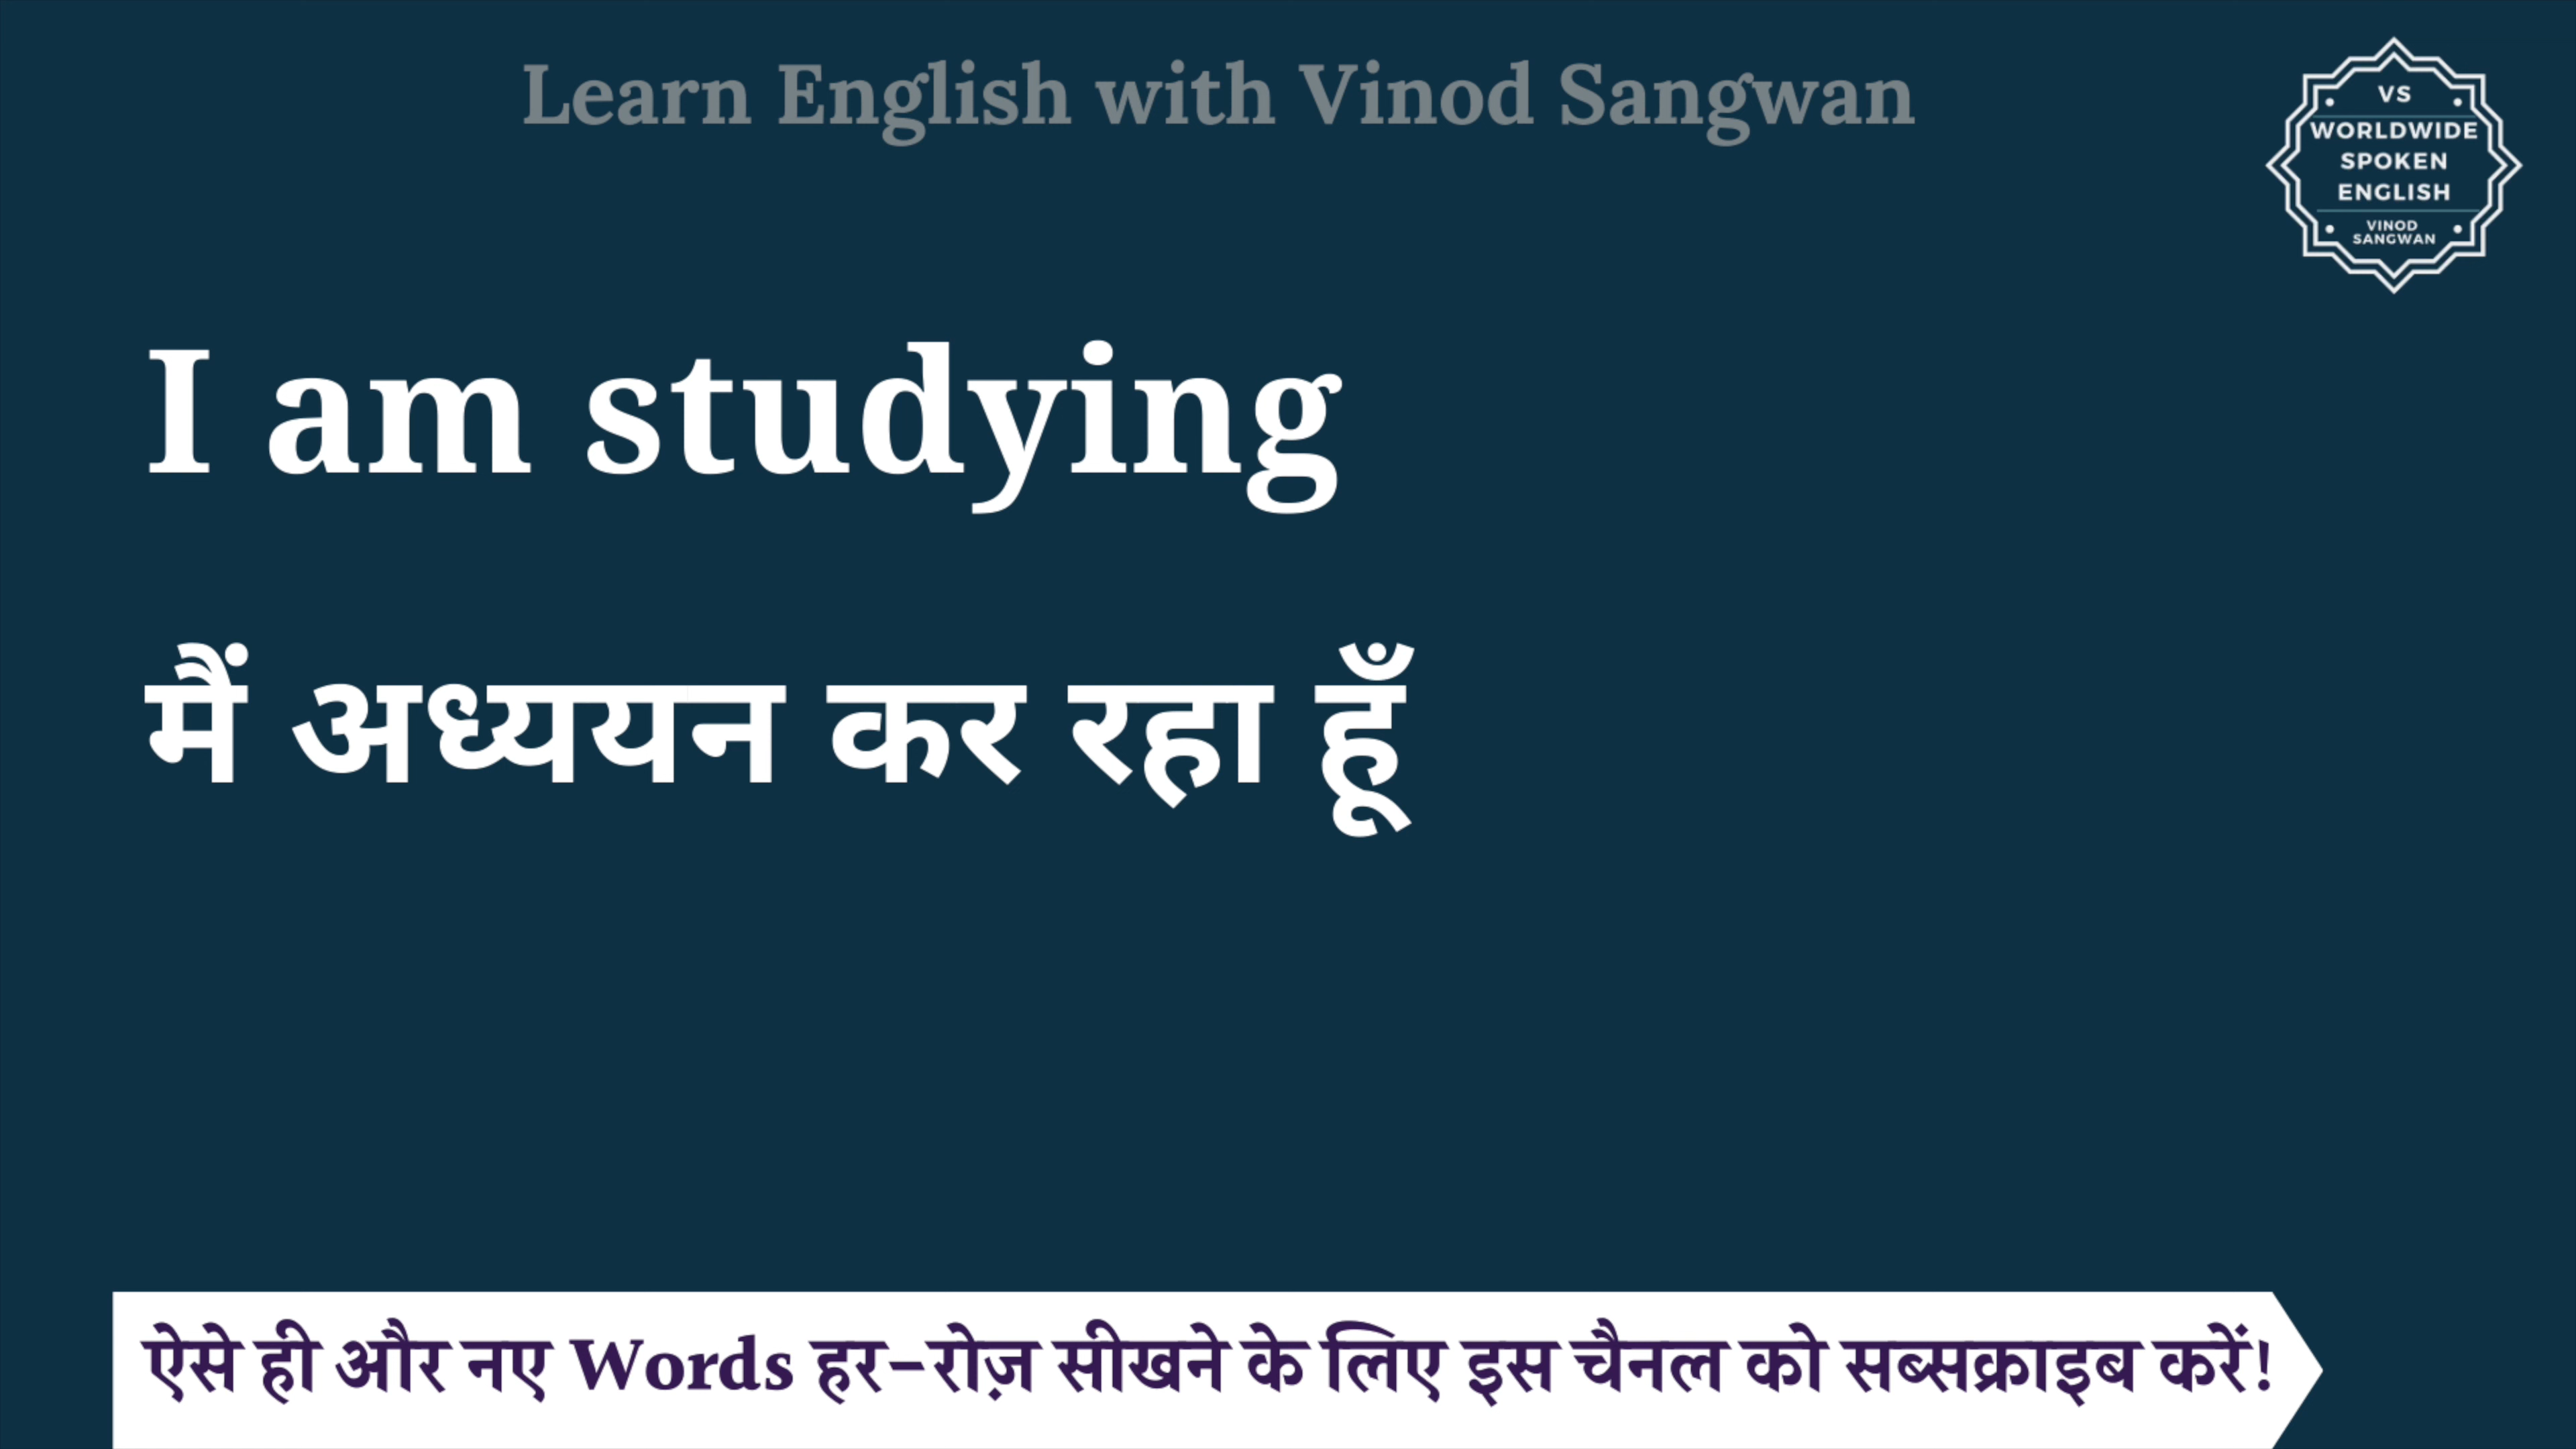 Learn English with Vinod Sangwan
VS
WORLDWIDE
SPOKEN
ENGLISH
VINOD
SANGWAN
I am studying
मैं अध्ययन कर रहा हूँ
ऐसे ही और नए Words हर-रोज़ सीखने के लिए इस चैनल को सब्सक्राइब करें!